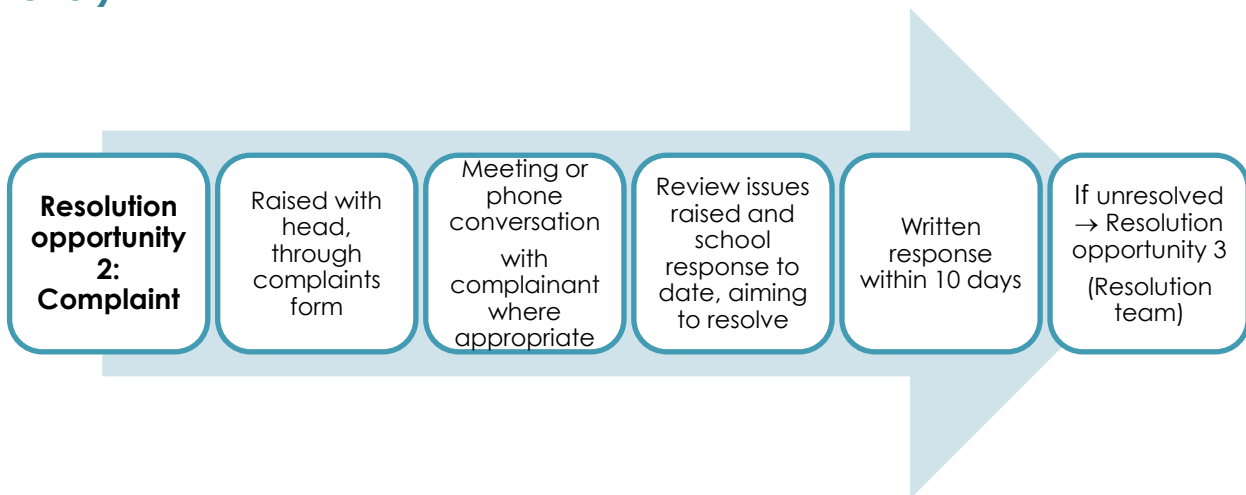 Resolution
opportunity
2:
Complaint
Raised with
head,
through
complaints
form
Meeting or
phone
conversation
with
complainant
where
appropriate
Review issues
raised and
school
response to
date, aiming
to resolve
Written
response
within 10 days
If unresolved
→ Resolution
opportunity 3
(Resolution
team)